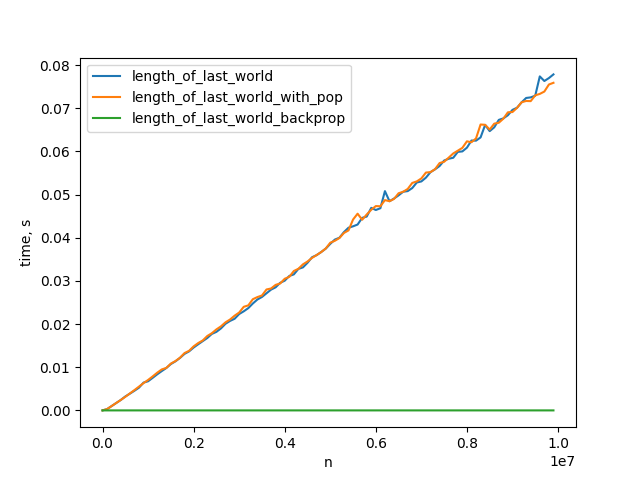 length_of_last_world
length_of_last_world_with_pop
length_of_last_world_backprop
time, s
0.08
0.07
0.06
0.05
0.04
0.03
0.02
0.01
0.00
0.0 0.2 0.4 0.6 0.8 1.0
1e7
n